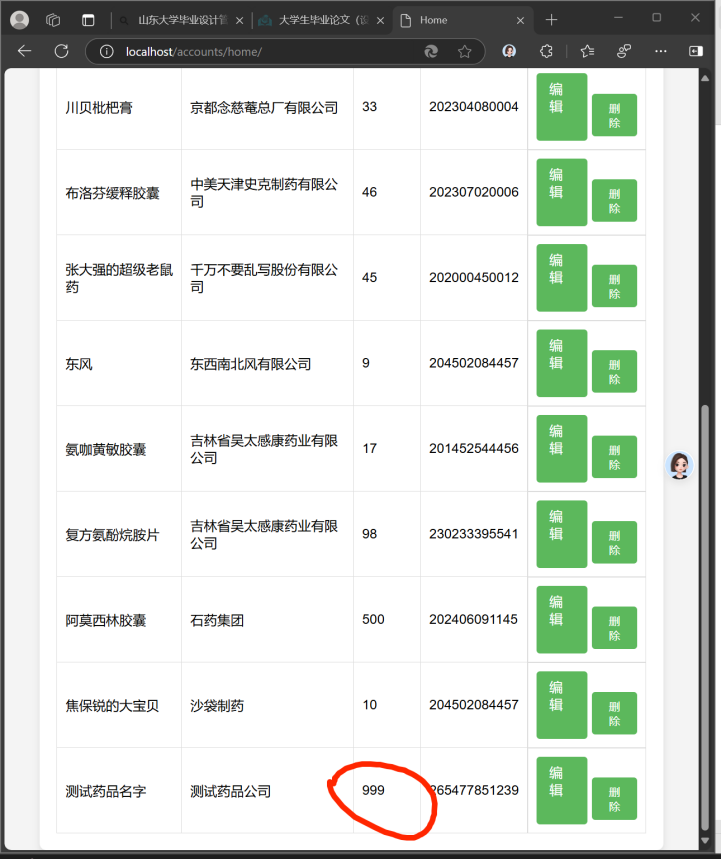 山东大学毕业设计管
大学生毕业论文（设
Home
localhost/accounts/home/
川贝枇杷膏 京都念慈菴总厂有限公司 33 202304080004 编辑 删除
布洛芬缓释胶囊 中美天津史克制药有限公司 46 202307020006 编辑 删除
张大强的超级老鼠药 千万不要乱写股份有限公司 45 202000450012 编辑 删除
东风 东西南北风有限公司 9 204502084457 编辑 删除
氨咖黄敏胶囊 吉林省吴太感康药业有限公司 17 201452544456 编辑 删除
复方氨酚烷胺片 吉林省吴太感康药业有限公司 98 230233395541 编辑 删除
阿莫西林胶囊 石药集团 500 202406091145 编辑 删除
焦保锐的大宝贝 沙袋制药 10 204502084457 编辑 删除
测试药品名字 测试药品公司 999 265477851239 编辑 删除